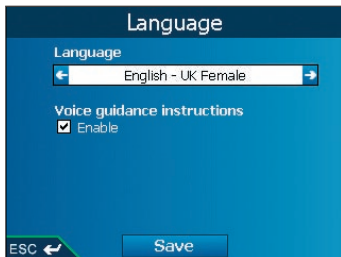 Language
Language
English - UK Female
Voice guidance instructions
Enable
ESC
Save